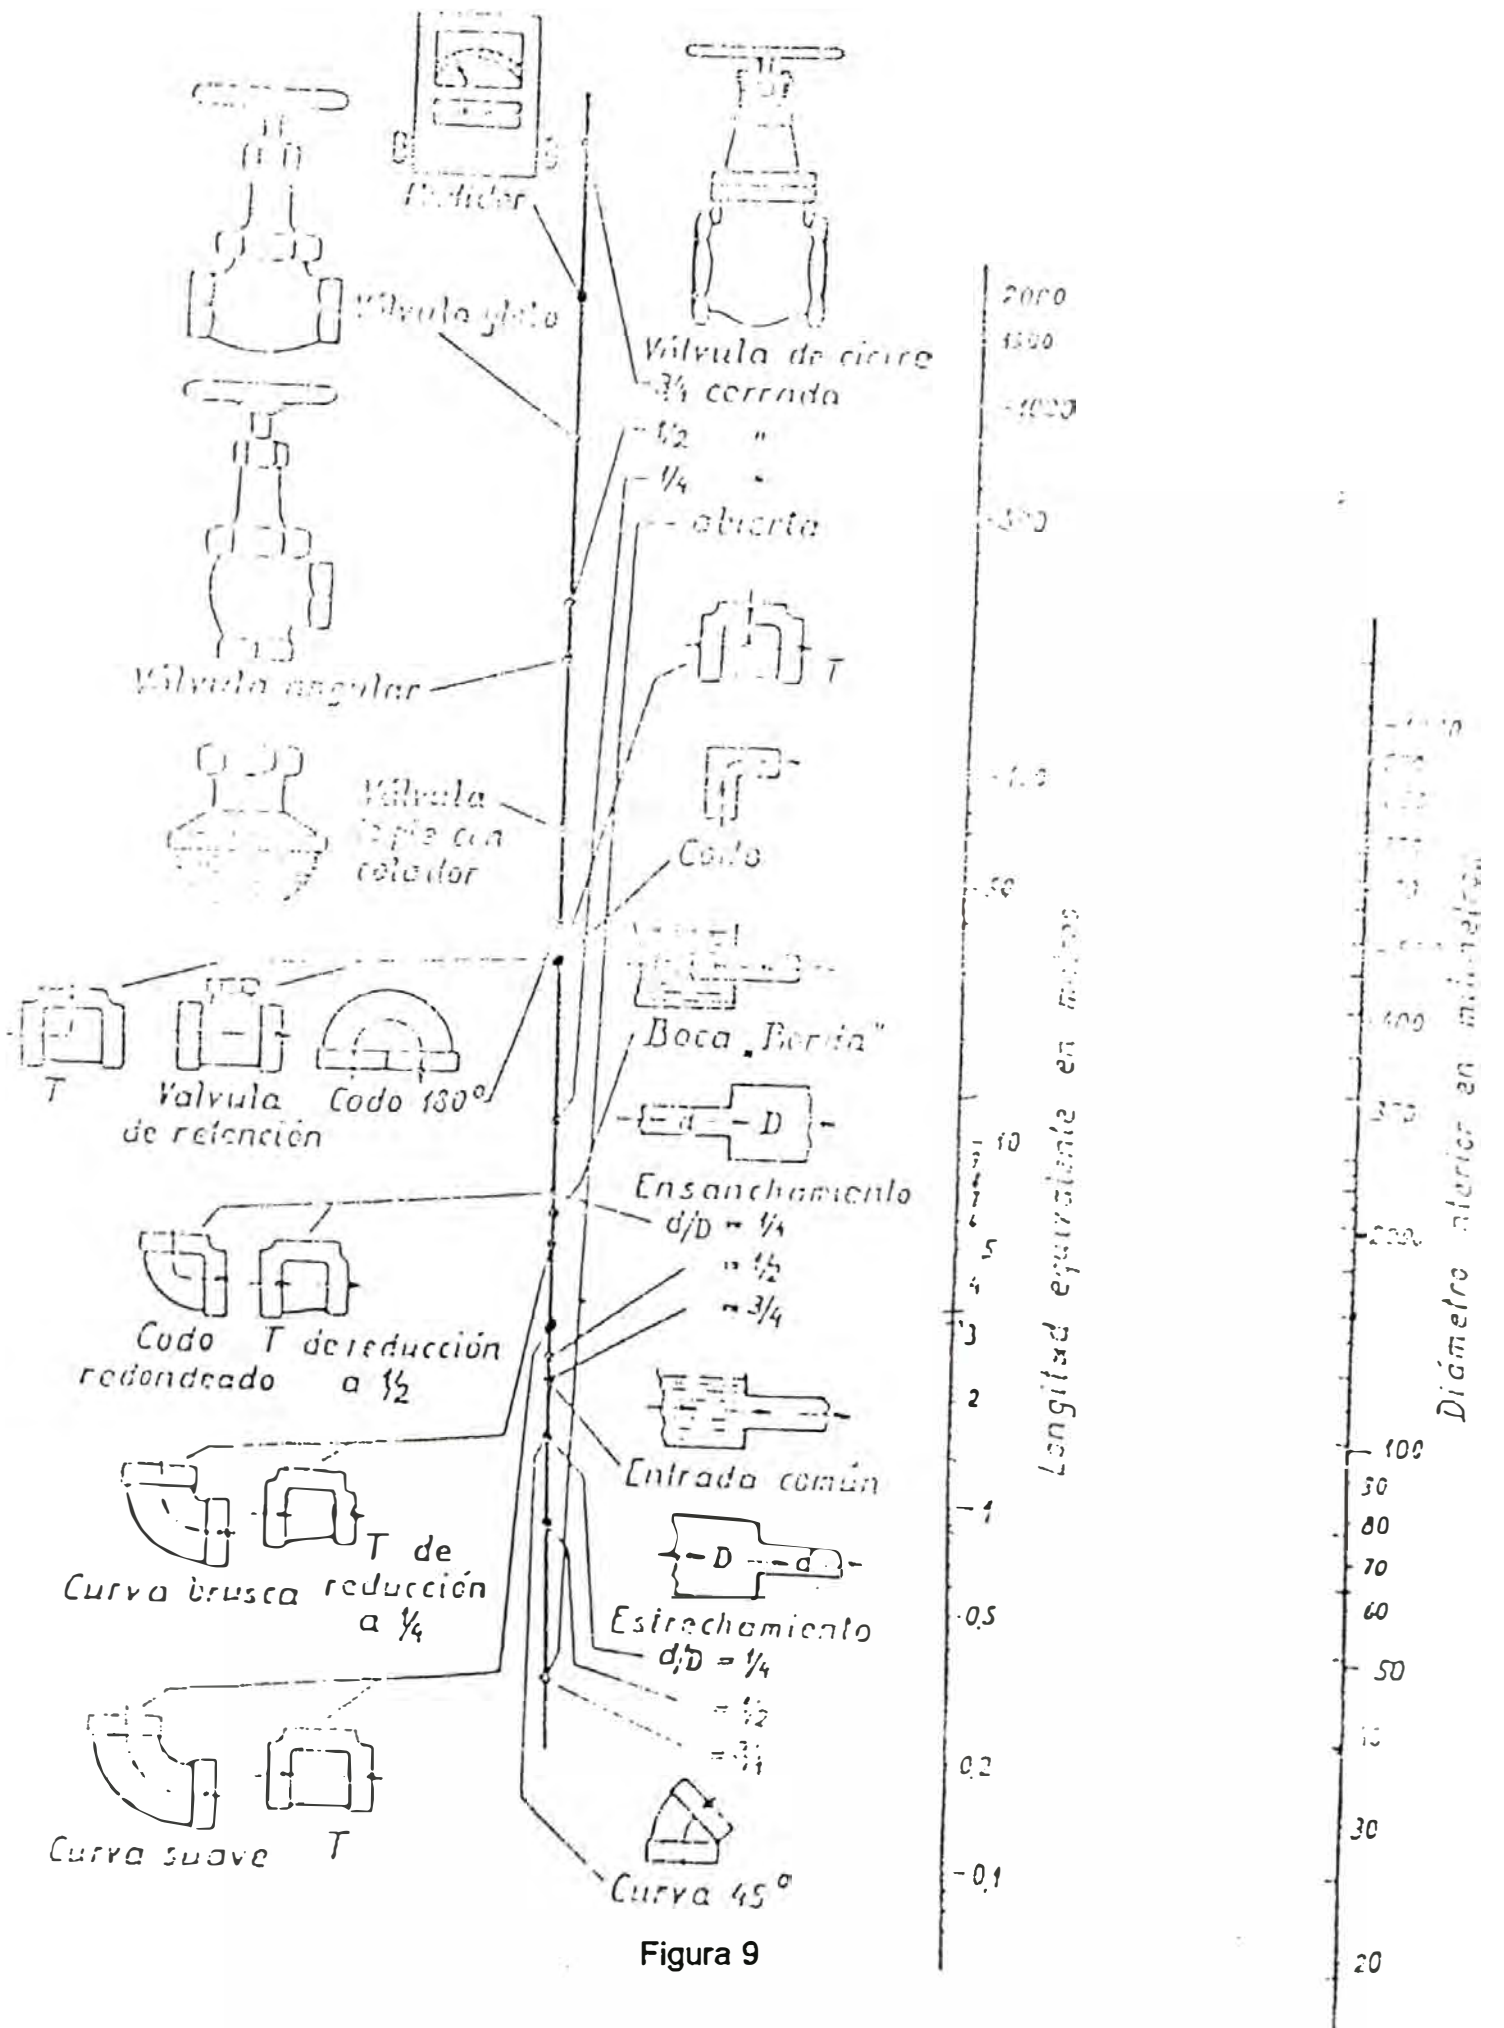 Medidor
Válvula globo
Válvula de cierre
3/4 cerrada
1/2 "
1/4 "
abierta
T
Válvula angular
Válvula
de pie con
colador
Codo
Boca „Borda"
T
Valvula
de retención
Codo 180°
D
Ensanchamiento
d/D = 1/4
= 1/2
= 3/4
Codo
redondeado
T de reducción
a 1/2
Entrada común
Curva brusca
T de
reducción
a 1/4
D d
Estrechamiento
d/D = 1/4
= 1/2
= 3/4
Curva suave
T
Curva 45°
2000
1000
500
50
10
6
5
4
3
2
1
0,5
0,2
0,1
Longitud equivalente en metros
400
300
200
100
90
80
70
60
50
40
30
20
Diámetro interior en milímetros
Figura 9